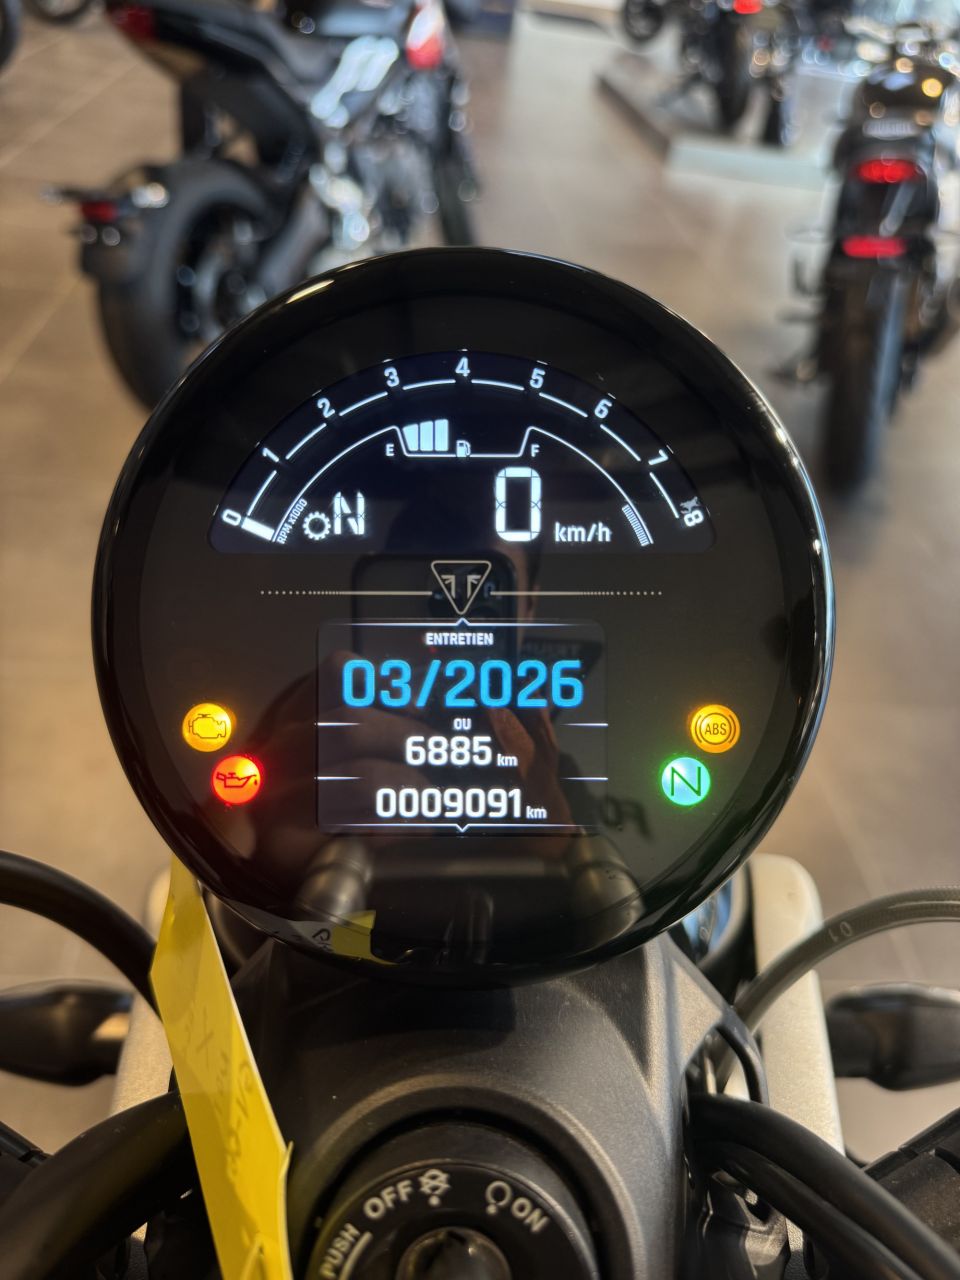 0 1 2 3 4 5 6 7 8
RPM X1000
E F
N 0 km/h
ENTRETIEN
03/2026
OU
6885 km
0009091 km
ABS
N
PUSH OFF ON
01